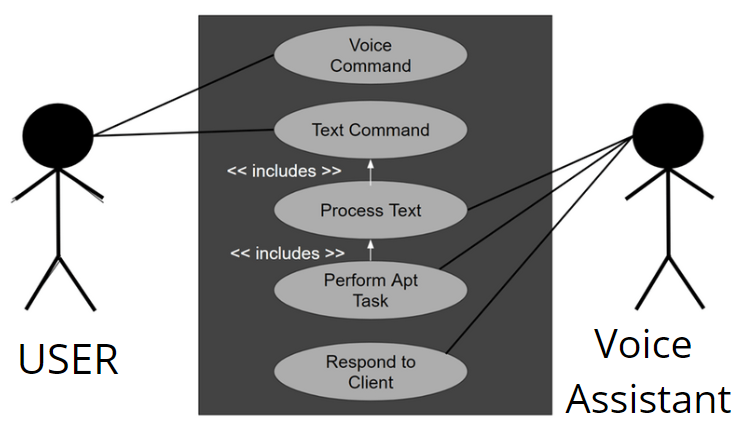 Voice
Command
Text Command
<< includes >>
Process Text
<< includes >>
Perform Apt
Task
Respond to
Client
USER
Voice
Assistant